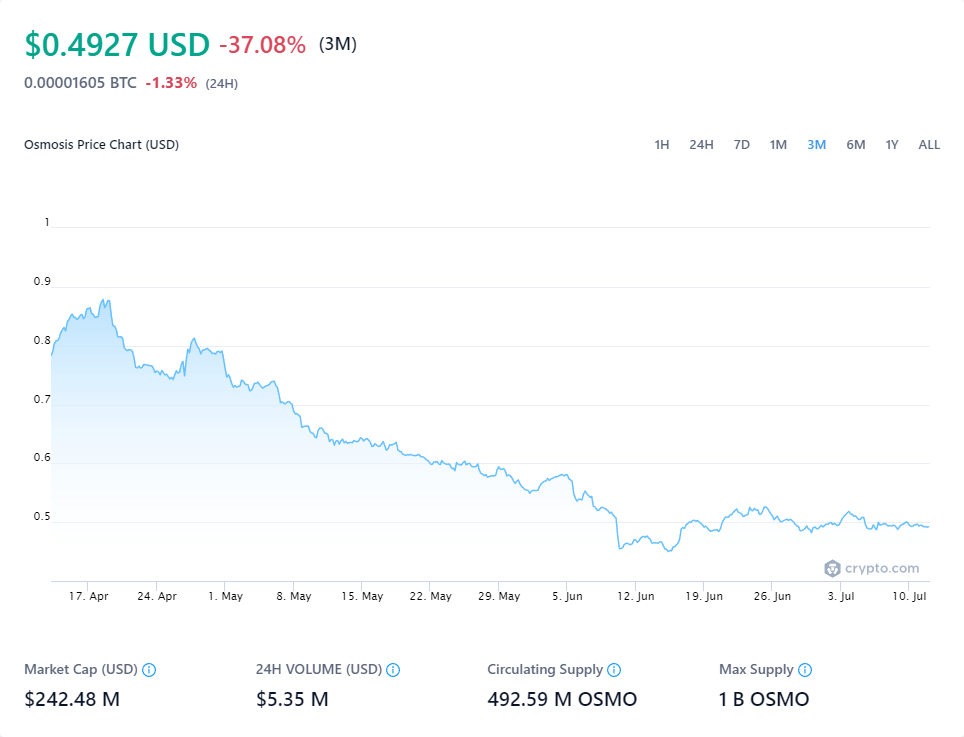 $0.4927 USD -37.08% (3M)
0.00001605 BTC -1.33% (24H)
Osmosis Price Chart (USD) 1H 24H 7D 1M 3M 6M 1Y ALL
1
0.9
0.8
0.7
0.6
0.5
crypto.com
17. Apr 24. Apr 1. May 8. May 15. May 22. May 29. May 5. Jun 12. Jun 19. Jun 26. Jun 3. Jul 10. Jul
Market Cap (USD) 24H VOLUME (USD) Circulating Supply Max Supply
$242.48 M $5.35 M 492.59 M OSMO 1 B OSMO